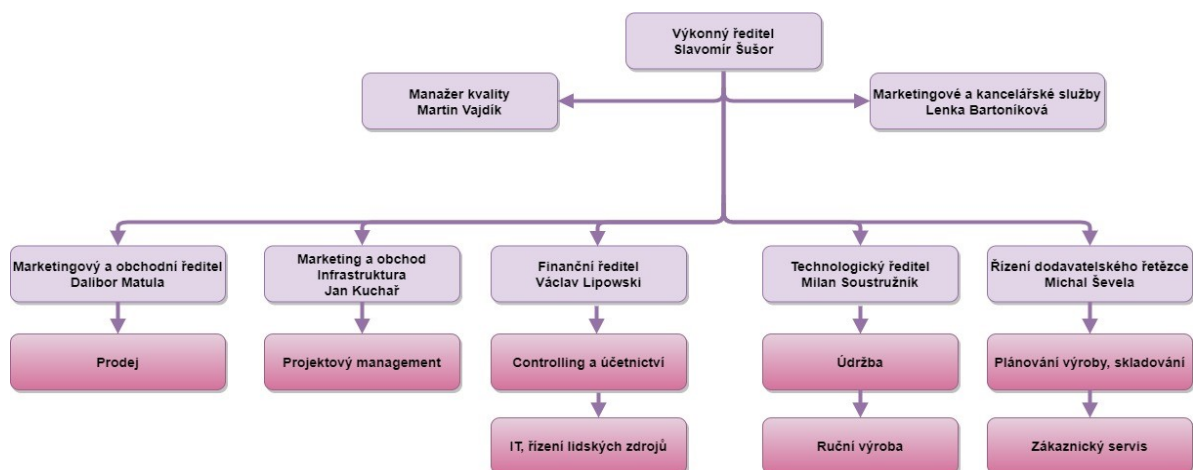 Výkonný ředitel
Slavomír Šušor
Manažer kvality
Martin Vajdík
Marketingové a kancelářské služby
Lenka Bartoníková
Marketingový a obchodní ředitel
Dalibor Matula
Marketing a obchod
Infrastruktura
Jan Kuchař
Finanční ředitel
Václav Lipowski
Technologický ředitel
Milan Soustružník
Řízení dodavatelského řetězce
Michal Ševela
Prodej
Projektový management
Controlling a účetnictví
Údržba
Plánování výroby, skladování
IT, řízení lidských zdrojů
Ruční výroba
Zákaznický servis